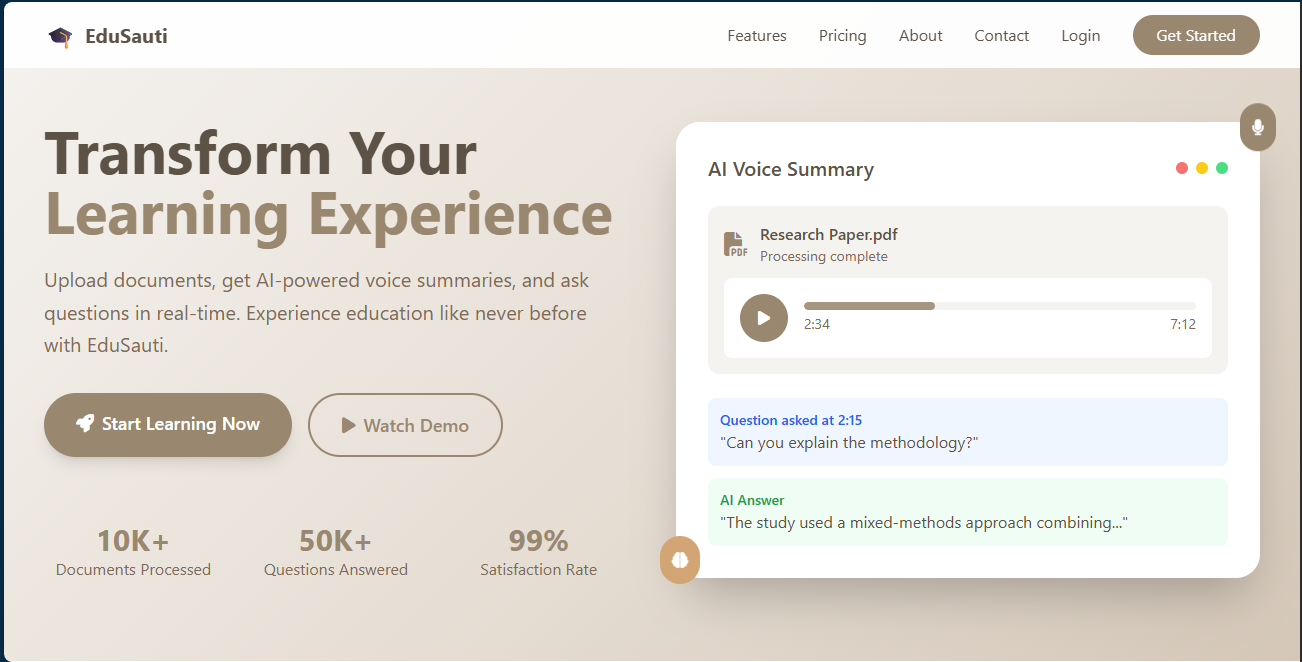 EduSauti
Features
Pricing
About
Contact
Login
Get Started
Transform Your
Learning Experience
Upload documents, get AI-powered voice summaries, and ask
questions in real-time. Experience education like never before
with EduSauti.
Start Learning Now
Watch Demo
10K+
Documents Processed
50K+
Questions Answered
99%
Satisfaction Rate
AI Voice Summary
PDF
Research Paper.pdf
Processing complete
2:34
7:12
Question asked at 2:15
"Can you explain the methodology?"
AI Answer
"The study used a mixed-methods approach combining..."